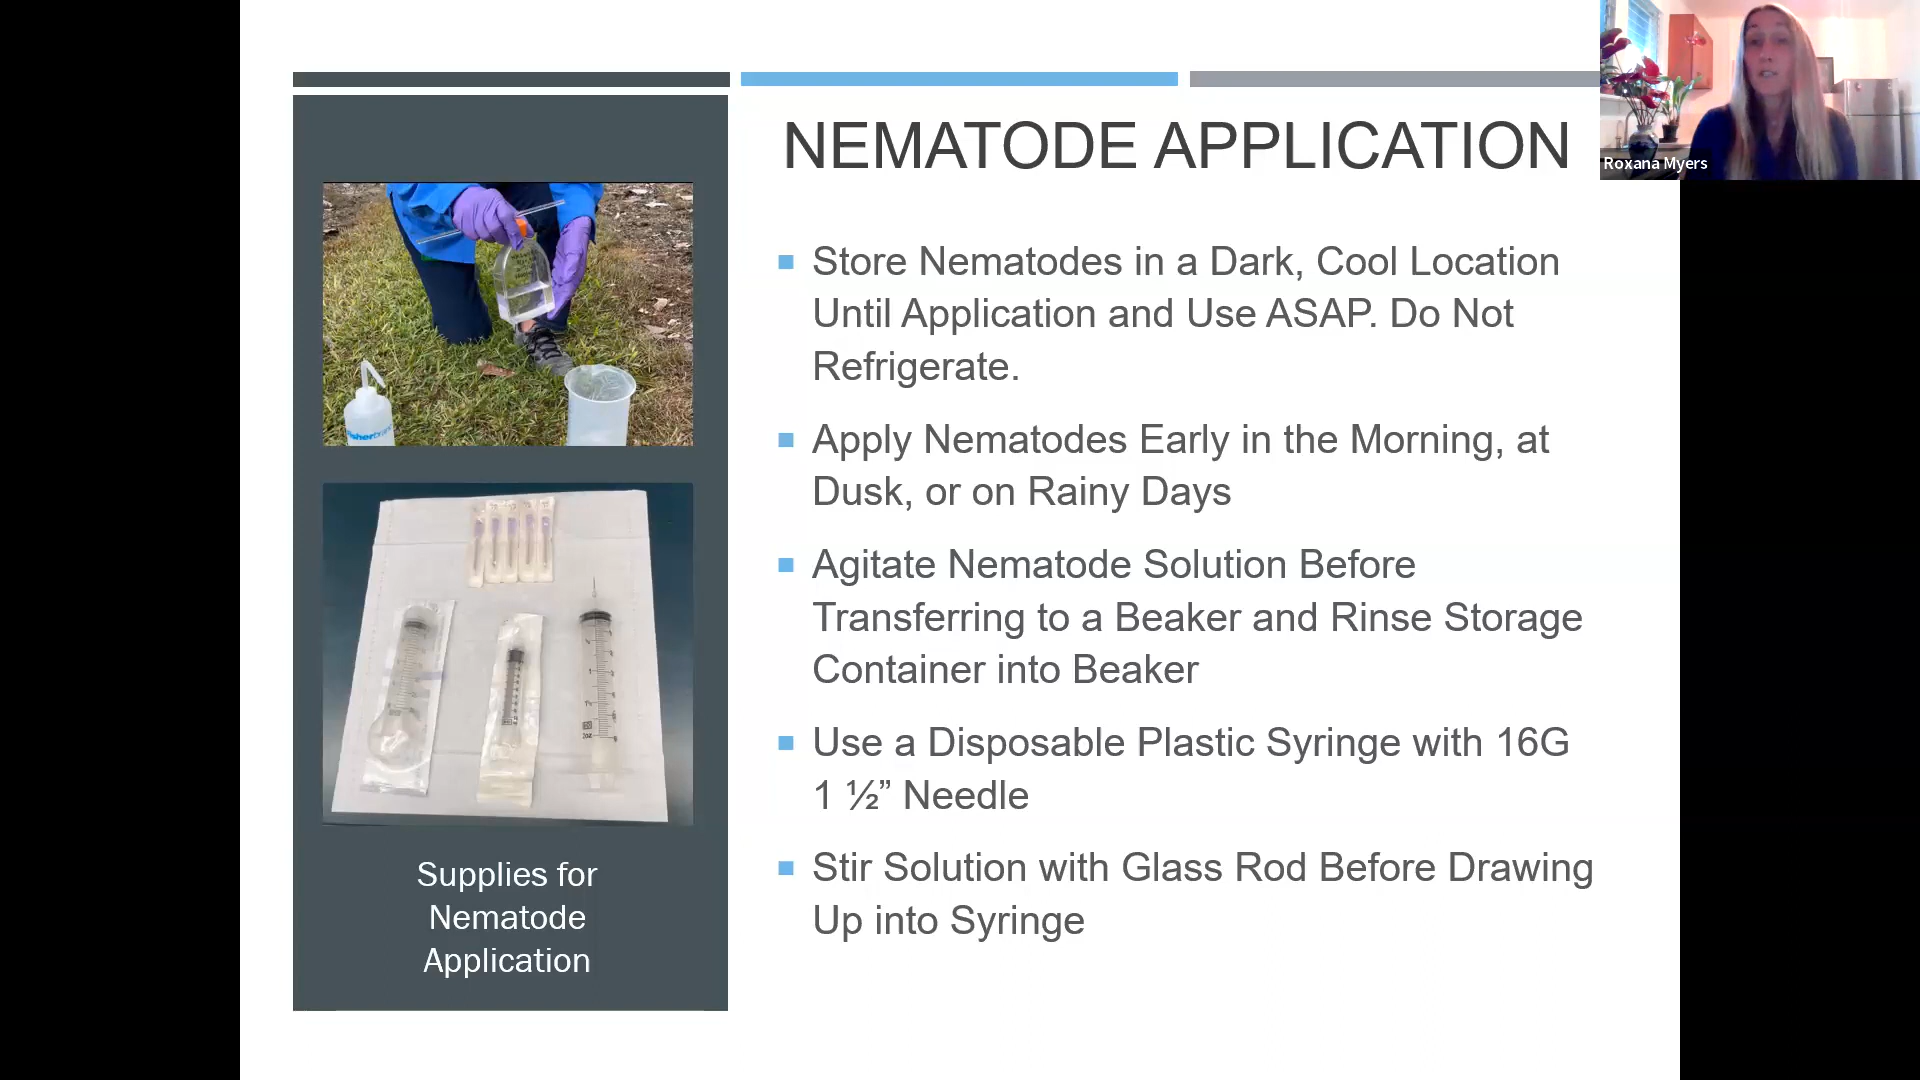 NEMATODE APPLICATION
Roxana Myers
Store Nematodes in a Dark, Cool Location
Until Application and Use ASAP. Do Not
Refrigerate.
Apply Nematodes Early in the Morning, at
Dusk, or on Rainy Days
Agitate Nematode Solution Before
Transferring to a Beaker and Rinse Storage
Container into Beaker
Use a Disposable Plastic Syringe with 16G
1 ½” Needle
Stir Solution with Glass Rod Before Drawing
Up into Syringe
Supplies for
Nematode
Application